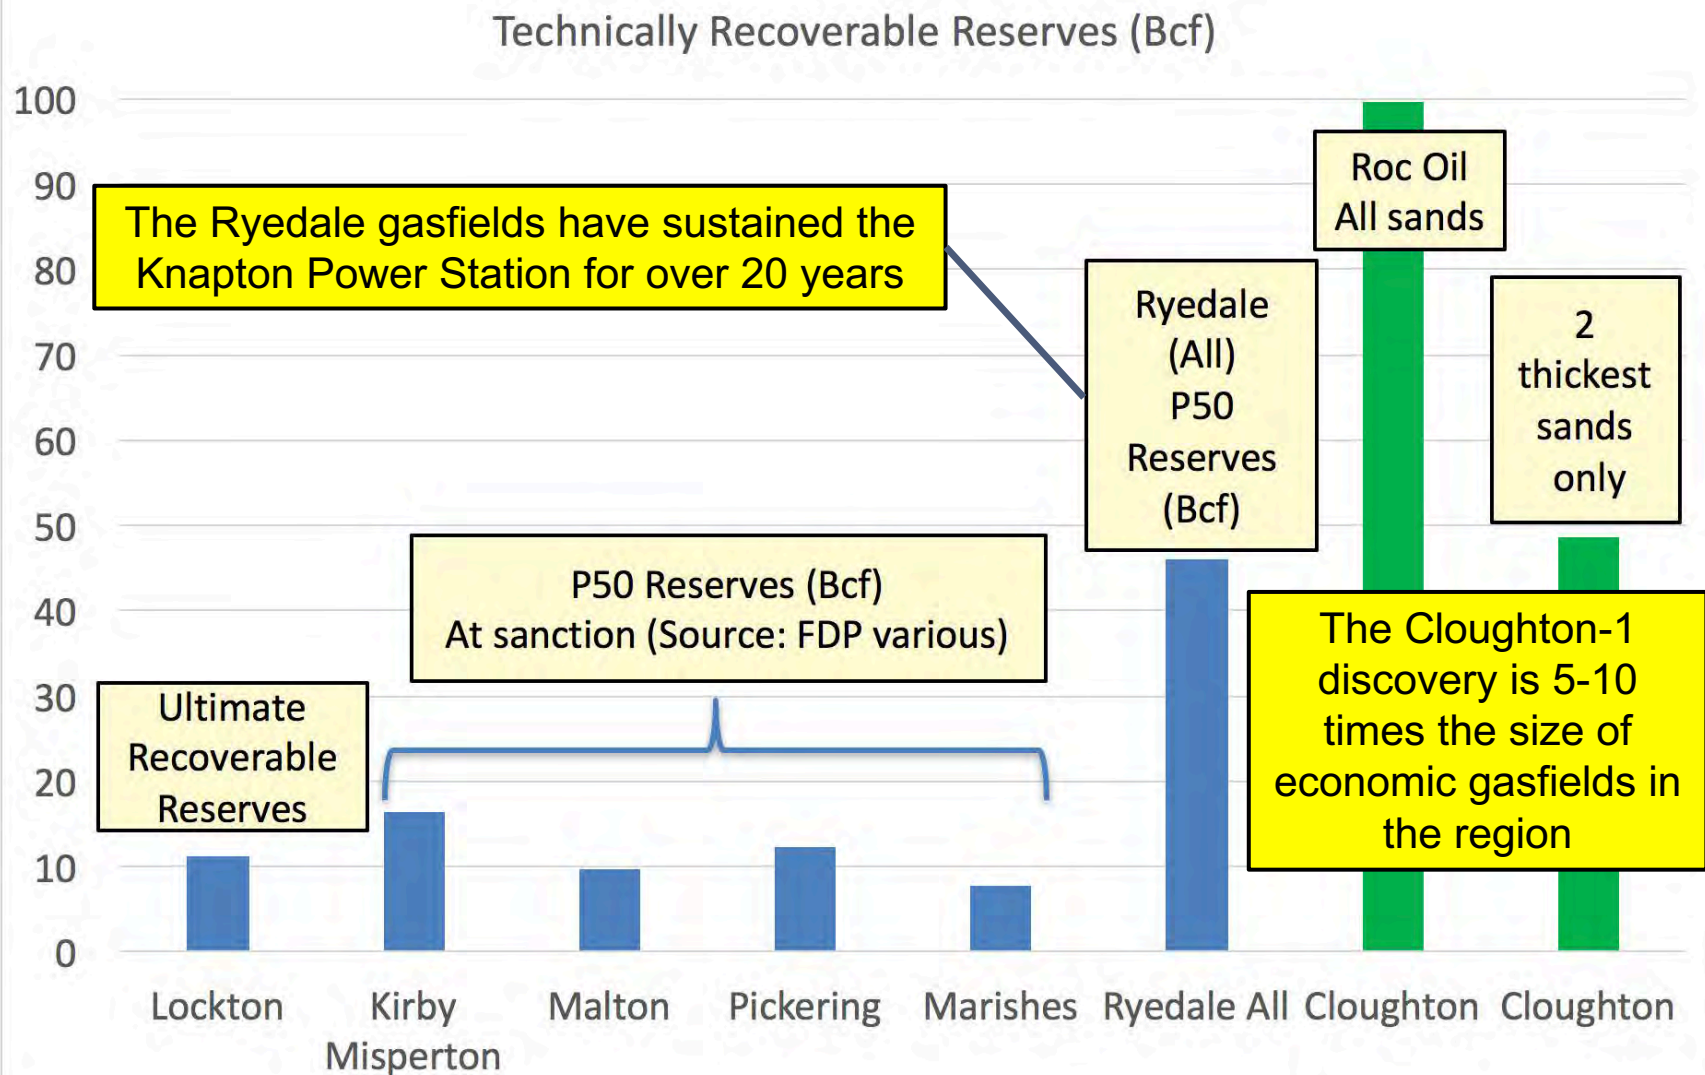 Technically Recoverable Reserves (Bcf)
100
90
80
70
60
50
40
30
20
10
0
The Ryedale gasfields have sustained the
Knapton Power Station for over 20 years
Ultimate
Recoverable
Reserves
P50 Reserves (Bcf)
At sanction (Source: FDP various)
Ryedale
(All)
P50
Reserves
(Bcf)
Roc Oil
All sands
2
thickest
sands
only
The Cloughton-1
discovery is 5-10
times the size of
economic gasfields in
the region
Lockton
Kirby
Misperton
Malton
Pickering
Marishes
Ryedale All
Cloughton
Cloughton